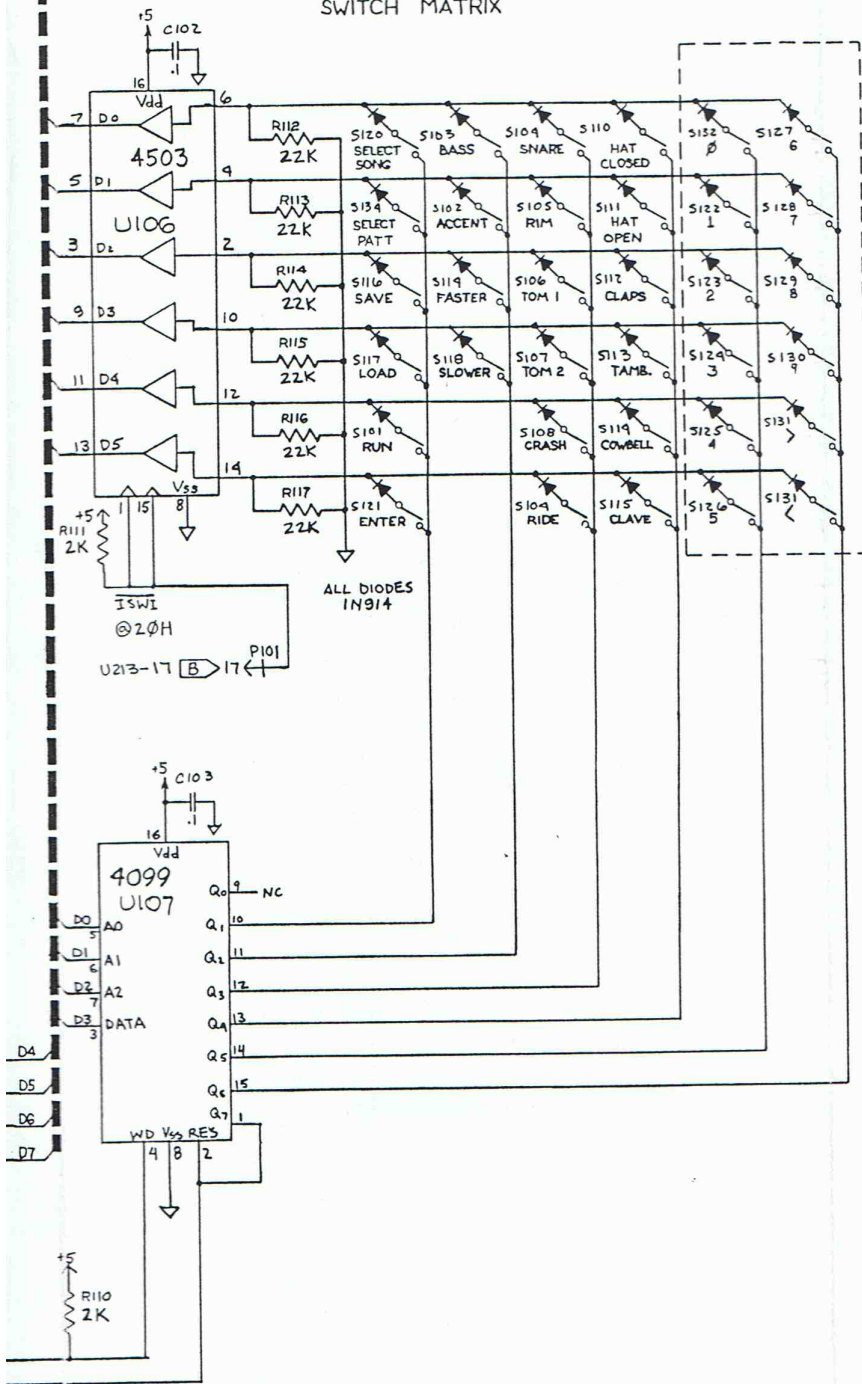 SWITCH MATRIX
+5
C102
.1
16
Vdd
7 D0
6
4503
U106
5 D1
4
3 D2
2
9 D3
10
11 D4
12
13 D5
14
1 15 8 Vss
R112
22K
R113
22K
R114
22K
R115
22K
R116
22K
R117
22K
S120 SELECT SONG
S103 BASS
S109 SNARE
S110 HAT CLOSED
S132 Ø
S127 6
S134 SELECT PATT
S102 ACCENT
S105 RIM
S111 HAT OPEN
S122 1
S128 7
S116 SAVE
S119 FASTER
S106 TOM 1
S112 CLAPS
S123 2
S129 8
S117 LOAD
S118 SLOWER
S107 TOM 2
S113 TAMB.
S124 3
S130 9
S101 RUN
S108 CRASH
S114 COWBELL
S125 4
S131 >
S121 ENTER
S104 RIDE
S115 CLAVE
S126 5
S131 <
+5
R111
2K
ISWI
@2ØH
U213-17 B 17 P101
ALL DIODES
1N914
+5
C103
.1
16
Vdd
4099
U107
Q0 9 NC
D0 5 A0
Q1 10
D1 6 A1
Q2 11
D2 7 A2
Q3 12
D3 3 DATA
Q4 13
D4
Q5 14
D5
Q6 15
D6
Q7 1
D7
WD Vss RES
4 8 2
+5
R110
2K